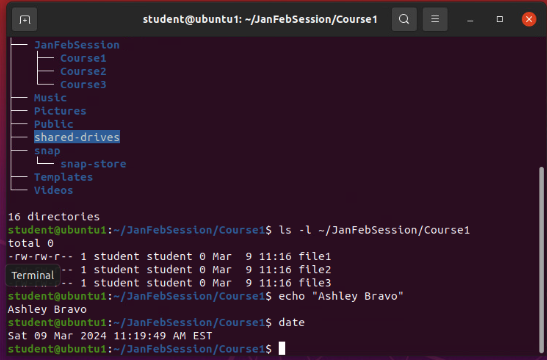 student@ubuntu1: ~/JanFebSession/Course1
JanFebSession
Course1
Course2
Course3
Music
Pictures
Public
shared-drives
snap
snap-store
Templates
Videos
16 directories
student@ubuntu1:~/JanFebSession/Course1$ ls -l ~/JanFebSession/Course1
total 0
-rw-rw-r-- 1 student student 0 Mar  9 11:16 file1
1 student student 0 Mar  9 11:16 file2
-- 1 student student 0 Mar  9 11:16 file3
Terminal
student@ubuntu1:~/JanFebSession/Course1$ echo "Ashley Bravo"
Ashley Bravo
student@ubuntu1:~/JanFebSession/Course1$ date
Sat 09 Mar 2024 11:19:49 AM EST
student@ubuntu1:~/JanFebSession/Course1$